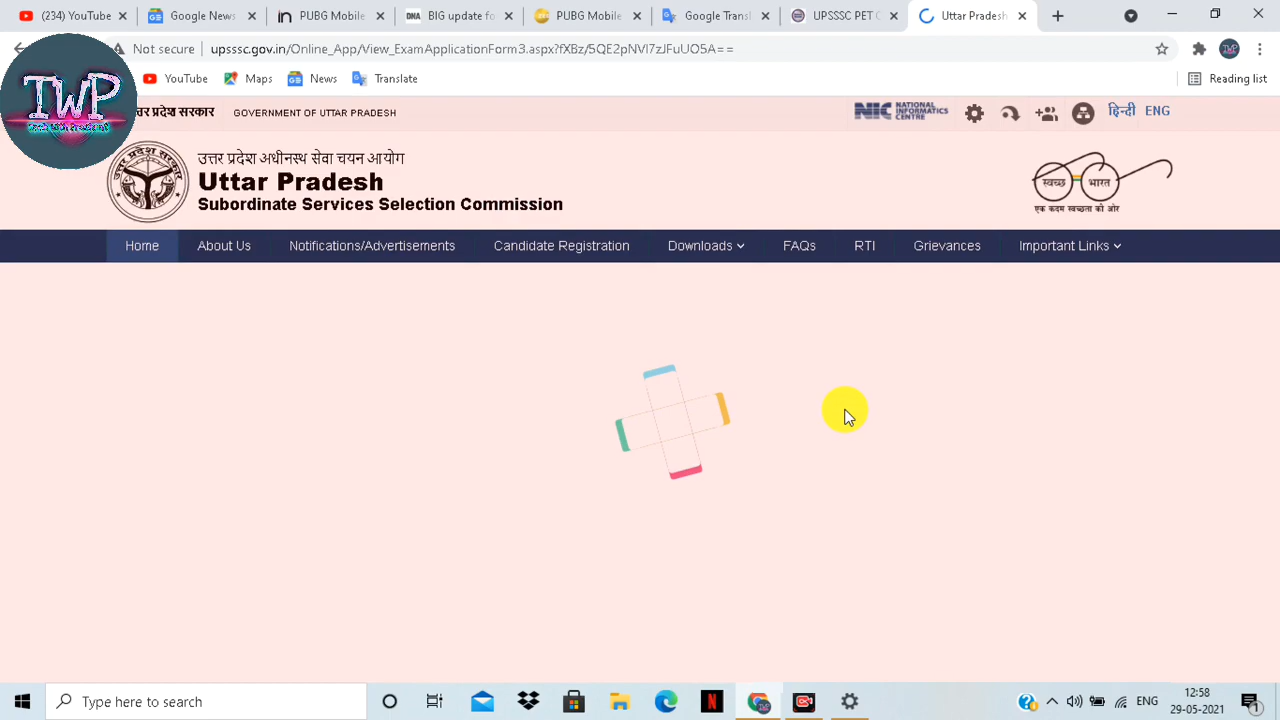 (234) YouTube
Google News
PUBG Mobile
DNA BIG update fo
PUBG Mobile
Google Transl
UPSSSC PET C
Uttar Pradesh
Not secure upsssc.gov.in/Online_App/View_ExamApplicationForm3.aspx?fXBz/5QE2pNVI7zJFuUO5A==
YouTube Maps News Translate Reading list
TWP
उत्तर प्रदेश सरकार GOVERNMENT OF UTTAR PRADESH
NIC NATIONAL INFORMATICS CENTRE
हिन्दी ENG
उत्तर प्रदेश अधीनस्थ सेवा चयन आयोग
Uttar Pradesh
Subordinate Services Selection Commission
स्वच्छ भारत
एक कदम स्वच्छता की ओर
Home About Us Notifications/Advertisements Candidate Registration Downloads FAQs RTI Grievances Important Links
Type here to search
ENG
12:58
29-05-2021